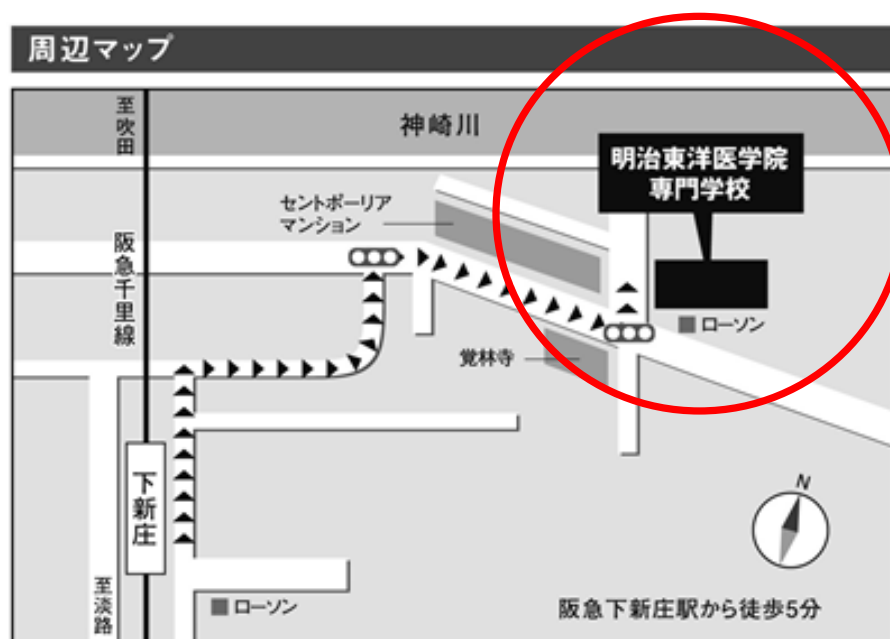 周辺マップ
至吹田
神崎川
明治東洋医学院
専門学校
セントポーリア
マンション
阪急千里線
ローソン
覚林寺
下新庄
N
至淡路
ローソン
阪急下新庄駅から徒歩5分